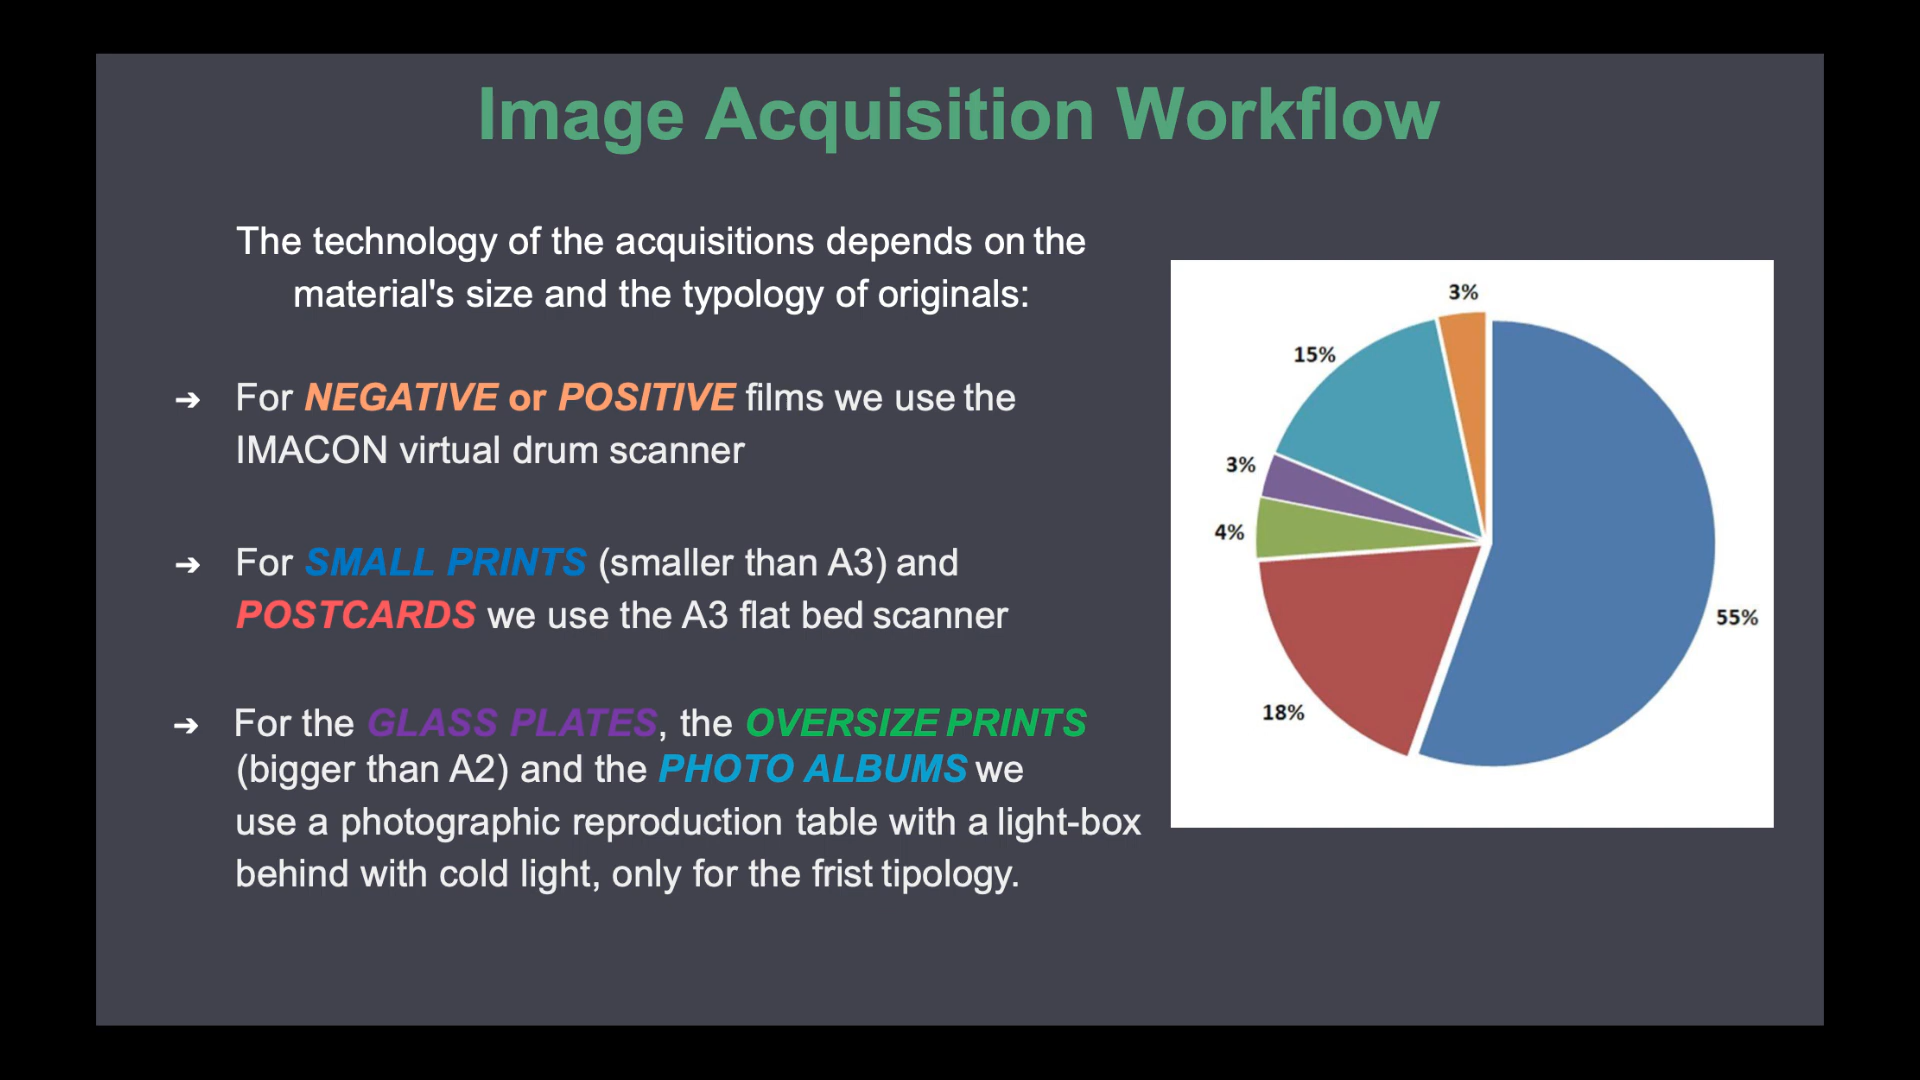 Image Acquisition Workflow
The technology of the acquisitions depends on the
material's size and the typology of originals:
➔ For NEGATIVE or POSITIVE films we use the
IMACON virtual drum scanner
➔ For SMALL PRINTS (smaller than A3) and
POSTCARDS we use the A3 flat bed scanner
➔ For the GLASS PLATES, the OVERSIZE PRINTS
(bigger than A2) and the PHOTO ALBUMS we
use a photographic reproduction table with a light-box
behind with cold light, only for the frist tipology.
3%
15%
3%
4%
55%
18%